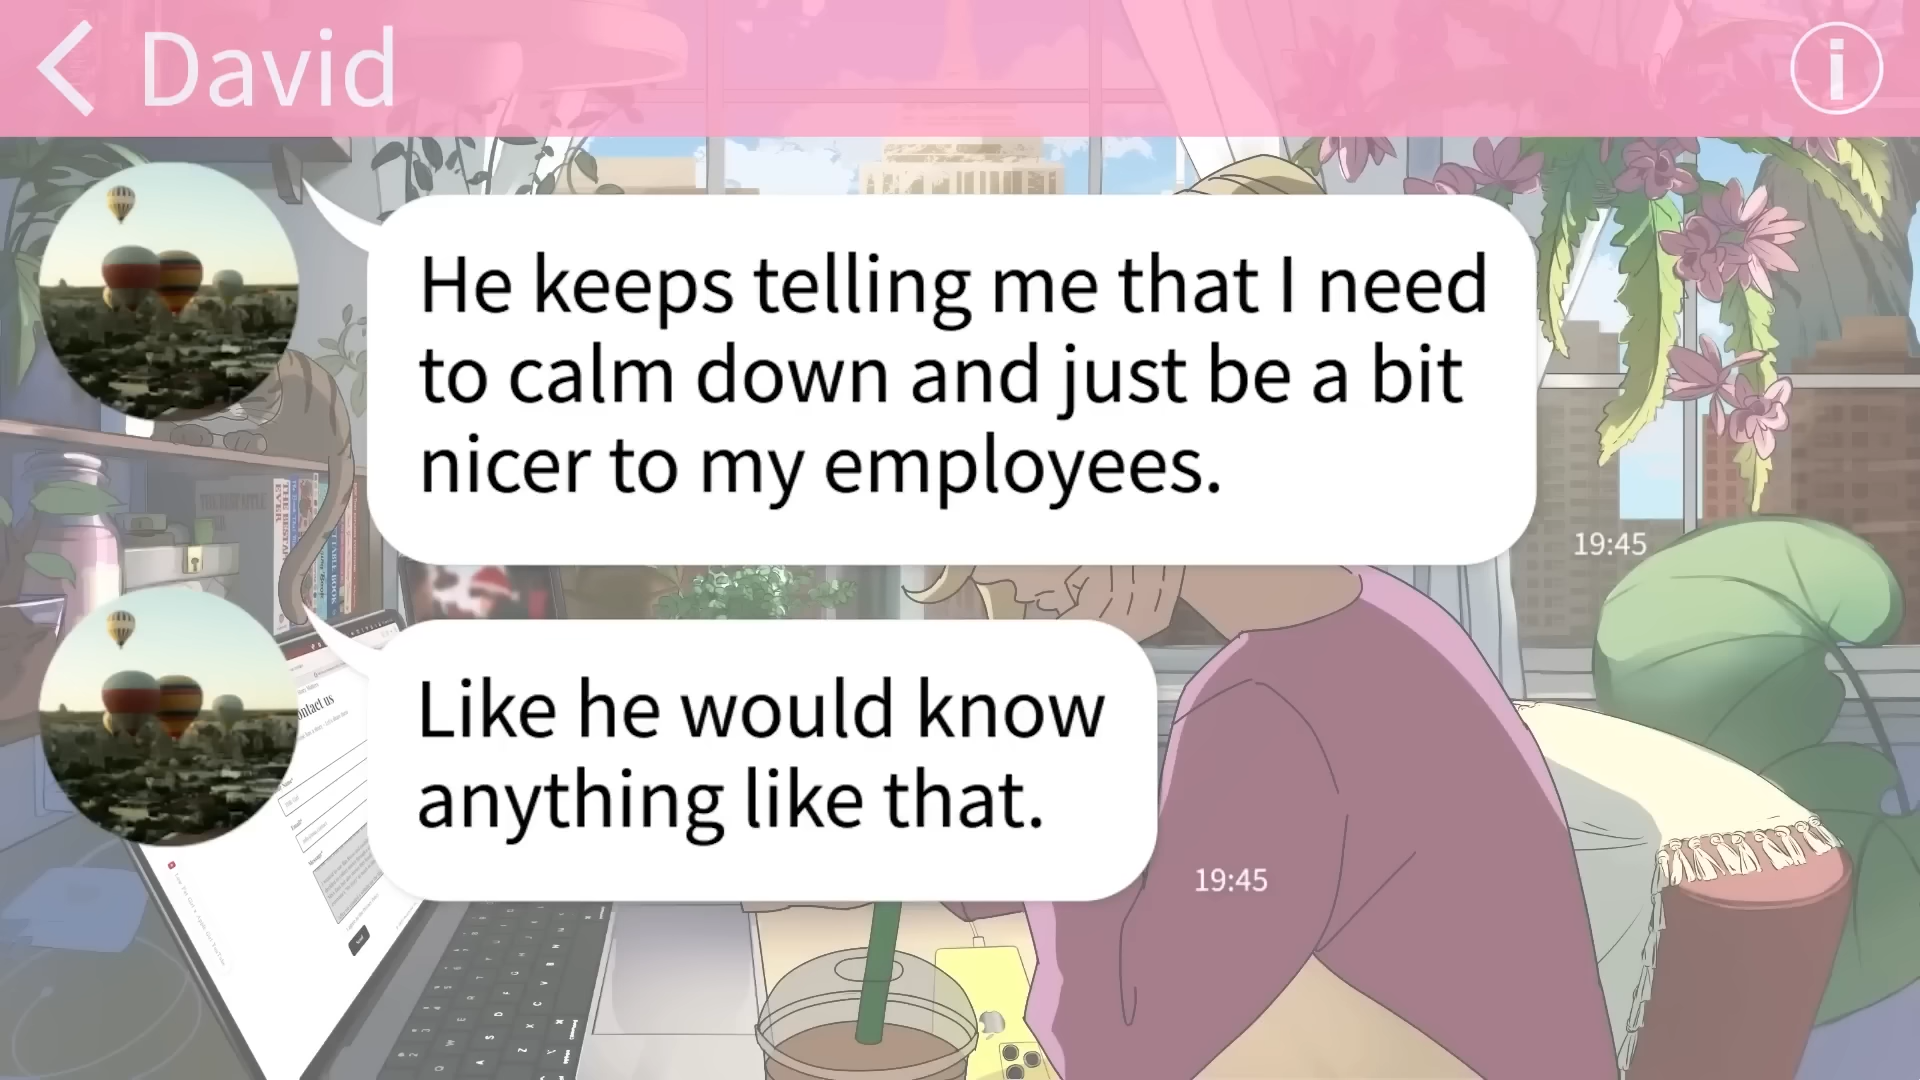 David
i
He keeps telling me that I need
to calm down and just be a bit
nicer to my employees.
19:45
Like he would know
anything like that.
19:45